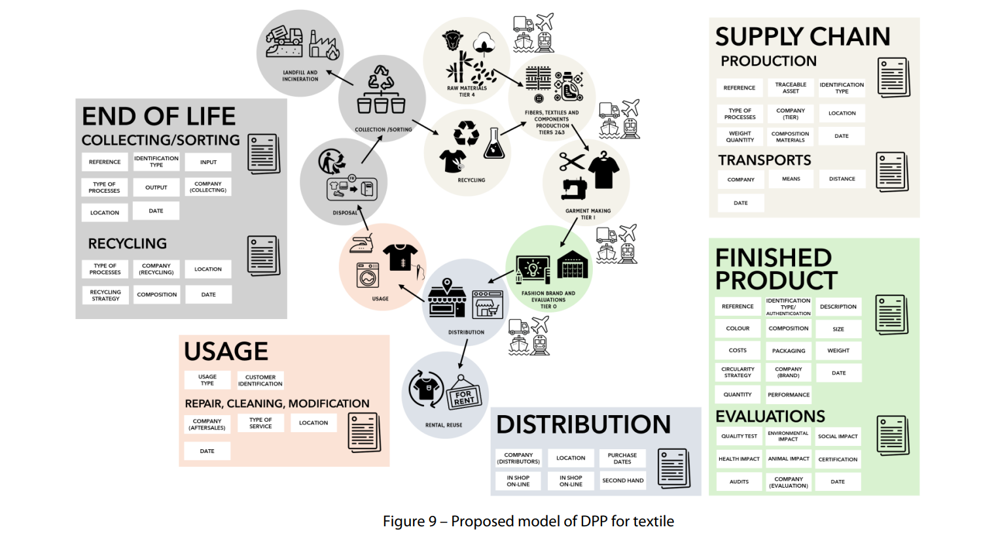 LANDFILL AND
INCINERATION
COLLECTION /SORTING
RAW MATERIALS
TIER 4
FIBERS, TEXTILES AND
COMPONENTS
PRODUCTION
TIERS 2&3
RECYCLING
GARMENT MAKING
TIER 1
FR
DISPOSAL
USAGE
FASHION BRAND AND
EVALUATIONS
TIER 0
DISTRIBUTION
FOR
RENT
RENTAL, REUSE
END OF LIFE
COLLECTING/SORTING
REFERENCE
IDENTIFICATION
TYPE
INPUT
TYPE OF
PROCESSES
OUTPUT
COMPANY
(COLLECTING)
LOCATION
DATE
RECYCLING
TYPE OF
PROCESSES
COMPANY
(RECYCLING)
LOCATION
RECYCLING
STRATEGY
COMPOSITION
DATE
USAGE
USAGE
TYPE
CUSTOMER
IDENTIFICATION
REPAIR, CLEANING, MODIFICATION
COMPANY
(AFTERSALES)
TYPE OF
SERVICE
LOCATION
DATE
DISTRIBUTION
COMPANY
(DISTRIBUTORS)
LOCATION
PURCHASE
DATES
IN SHOP
ON-LINE
IN SHOP
ON-LINE
SECOND HAND
SUPPLY CHAIN
PRODUCTION
REFERENCE
TRACEABLE
ASSET
IDENTIFICATION
TYPE
TYPE OF
PROCESSES
COMPANY
(TIER)
LOCATION
WEIGHT
QUANTITY
COMPOSITION
MATERIALS
DATE
TRANSPORTS
COMPANY
MEANS
DISTANCE
DATE
FINISHED
PRODUCT
REFERENCE
IDENTIFICATION
TYPE/
AUTHENTIC0ATION
DESCRIPTION
COLOUR
COMPOSITION
SIZE
COSTS
PACKAGING
WEIGHT
CIRCULARITY
STRATEGY
COMPANY
(BRAND)
DATE
QUANTITY
PERFORMANCE
EVALUATIONS
QUALITY TEST
ENVIRONMENTAL
IMPACT
SOCIAL IMPACT
HEALTH IMPACT
ANIMAL IMPACT
CERTIFICATION
AUDITS
COMPANY
(EVALUATION)
DATE
Figure 9 – Proposed model of DPP for textile